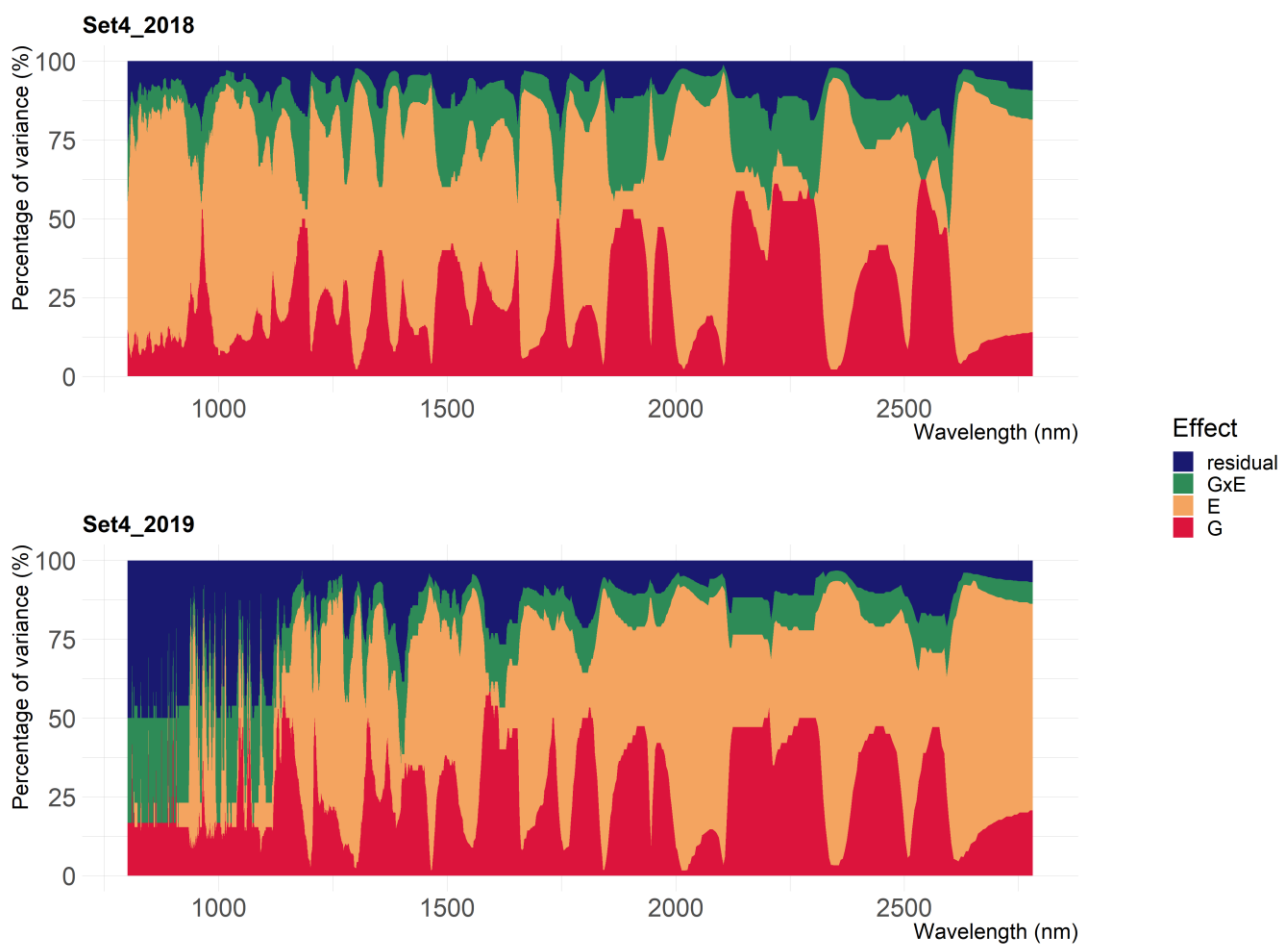 Set4_2018
Percentage of variance (%)
100
75
50
25
0
1000 1500 2000 2500
Wavelength (nm)
Set4_2019
Percentage of variance (%)
100
75
50
25
0
1000 1500 2000 2500
Wavelength (nm)
Effect
residual
GxE
E
G